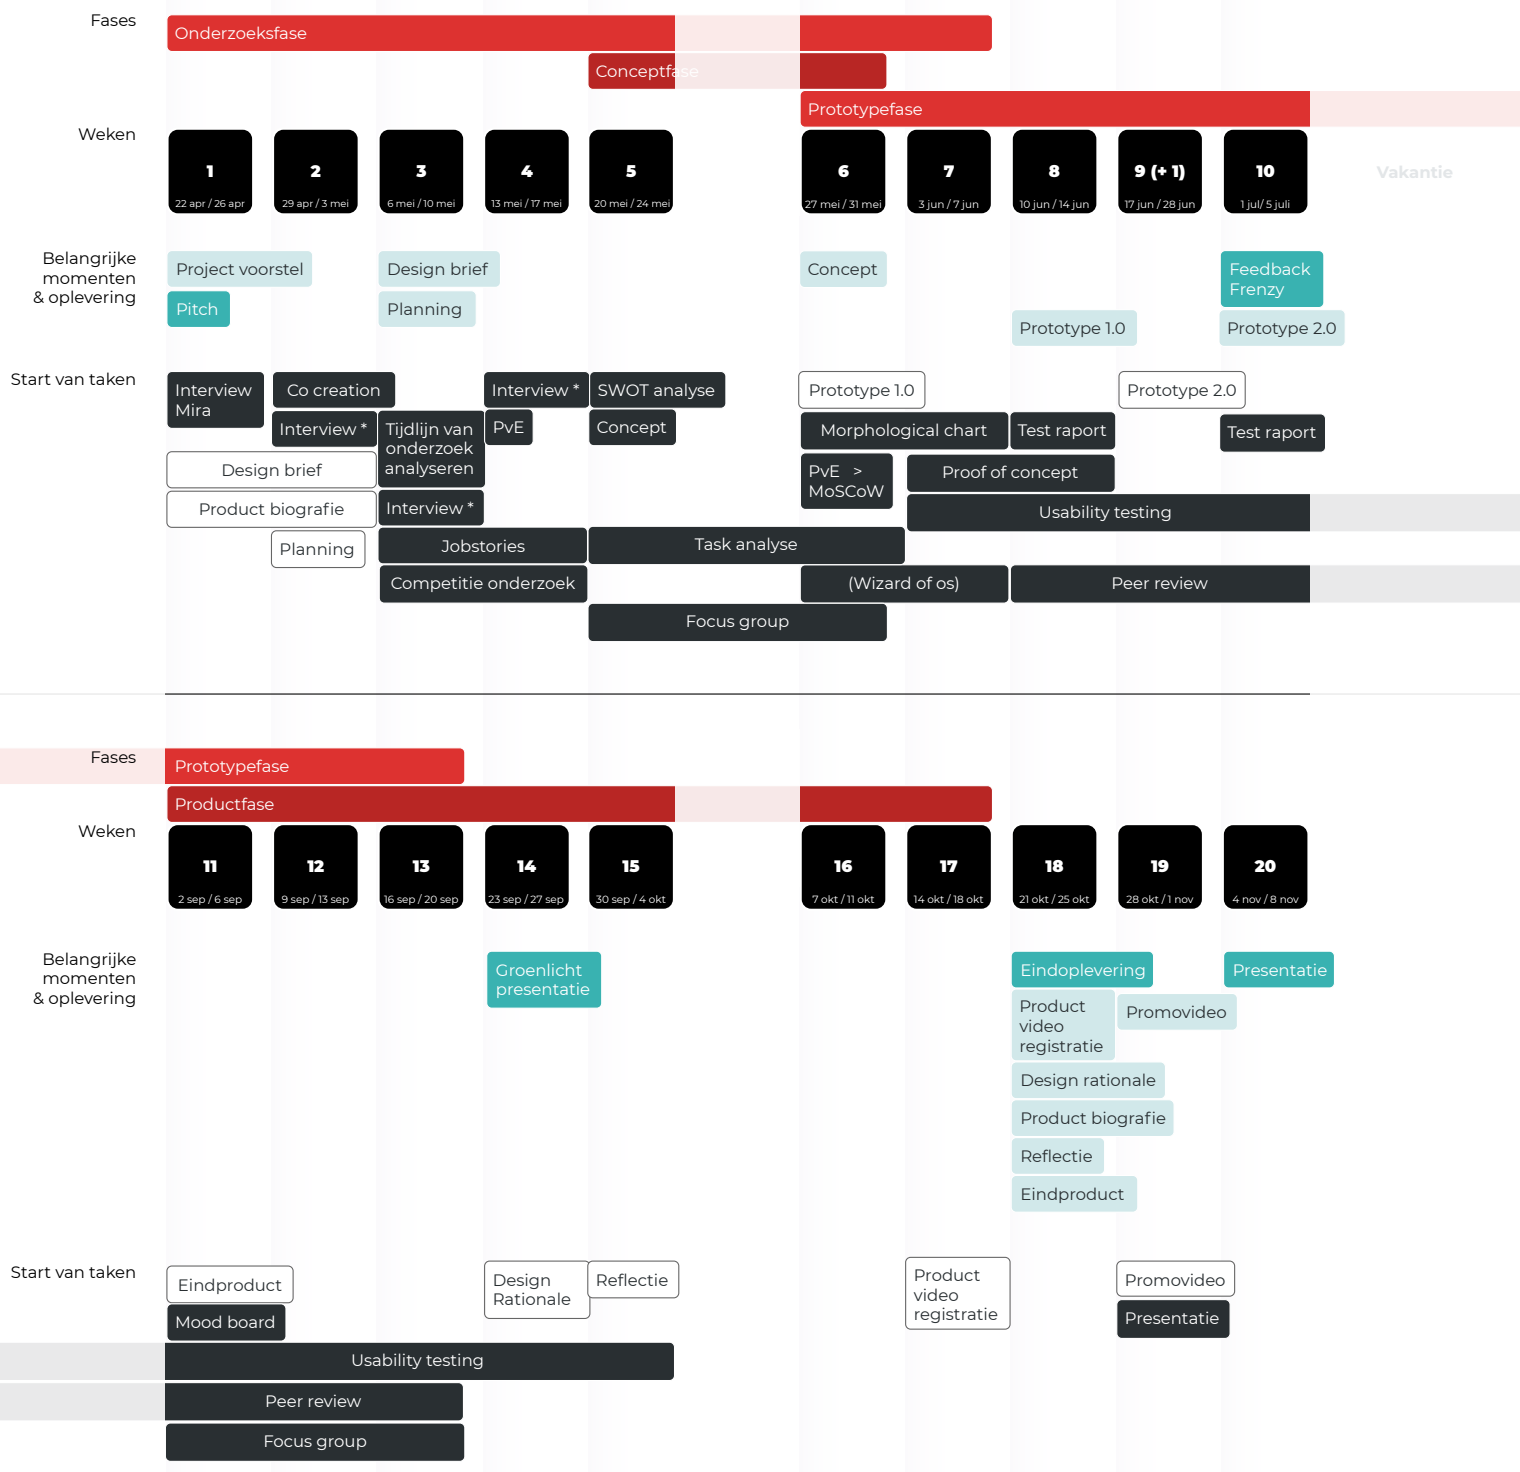 Fases
Onderzoeksfase
Conceptfase
Prototypefase
Weken
1
22 apr / 26 apr
2
29 apr / 3 mei
3
6 mei / 10 mei
4
13 mei / 17 mei
5
20 mei / 24 mei
6
27 mei / 31 mei
7
3 jun / 7 jun
8
10 jun / 14 jun
9 (+ 1)
17 jun / 28 jun
10
1 jul/ 5 juli
Vakantie
Belangrijke
momenten
& oplevering
Project voorstel
Pitch
Design brief
Planning
Concept
Prototype 1.0
Feedback
Frenzy
Prototype 2.0
Start van taken
Interview
Mira
Co creation
Interview *
Design brief
Product biografie
Planning
Tijdlijn van
onderzoek
analyseren
Interview *
Jobstories
Competitie onderzoek
Interview *
PvE
SWOT analyse
Concept
Task analyse
Focus group
Prototype 1.0
Morphological chart
PvE >
MoSCoW
Test raport
Proof of concept
Usability testing
(Wizard of os)
Peer review
Prototype 2.0
Test raport
Fases
Prototypefase
Productfase
Weken
11
2 sep / 6 sep
12
9 sep / 13 sep
13
16 sep / 20 sep
14
23 sep / 27 sep
15
30 sep / 4 okt
16
7 okt / 11 okt
17
14 okt / 18 okt
18
21 okt / 25 okt
19
28 okt / 1 nov
20
4 nov / 8 nov
Belangrijke
momenten
& oplevering
Groenlicht
presentatie
Eindoplevering
Product
video
registratie
Design rationale
Product biografie
Reflectie
Eindproduct
Promovideo
Presentatie
Start van taken
Eindproduct
Mood board
Usability testing
Peer review
Focus group
Design
Rationale
Reflectie
Product
video
registratie
Promovideo
Presentatie